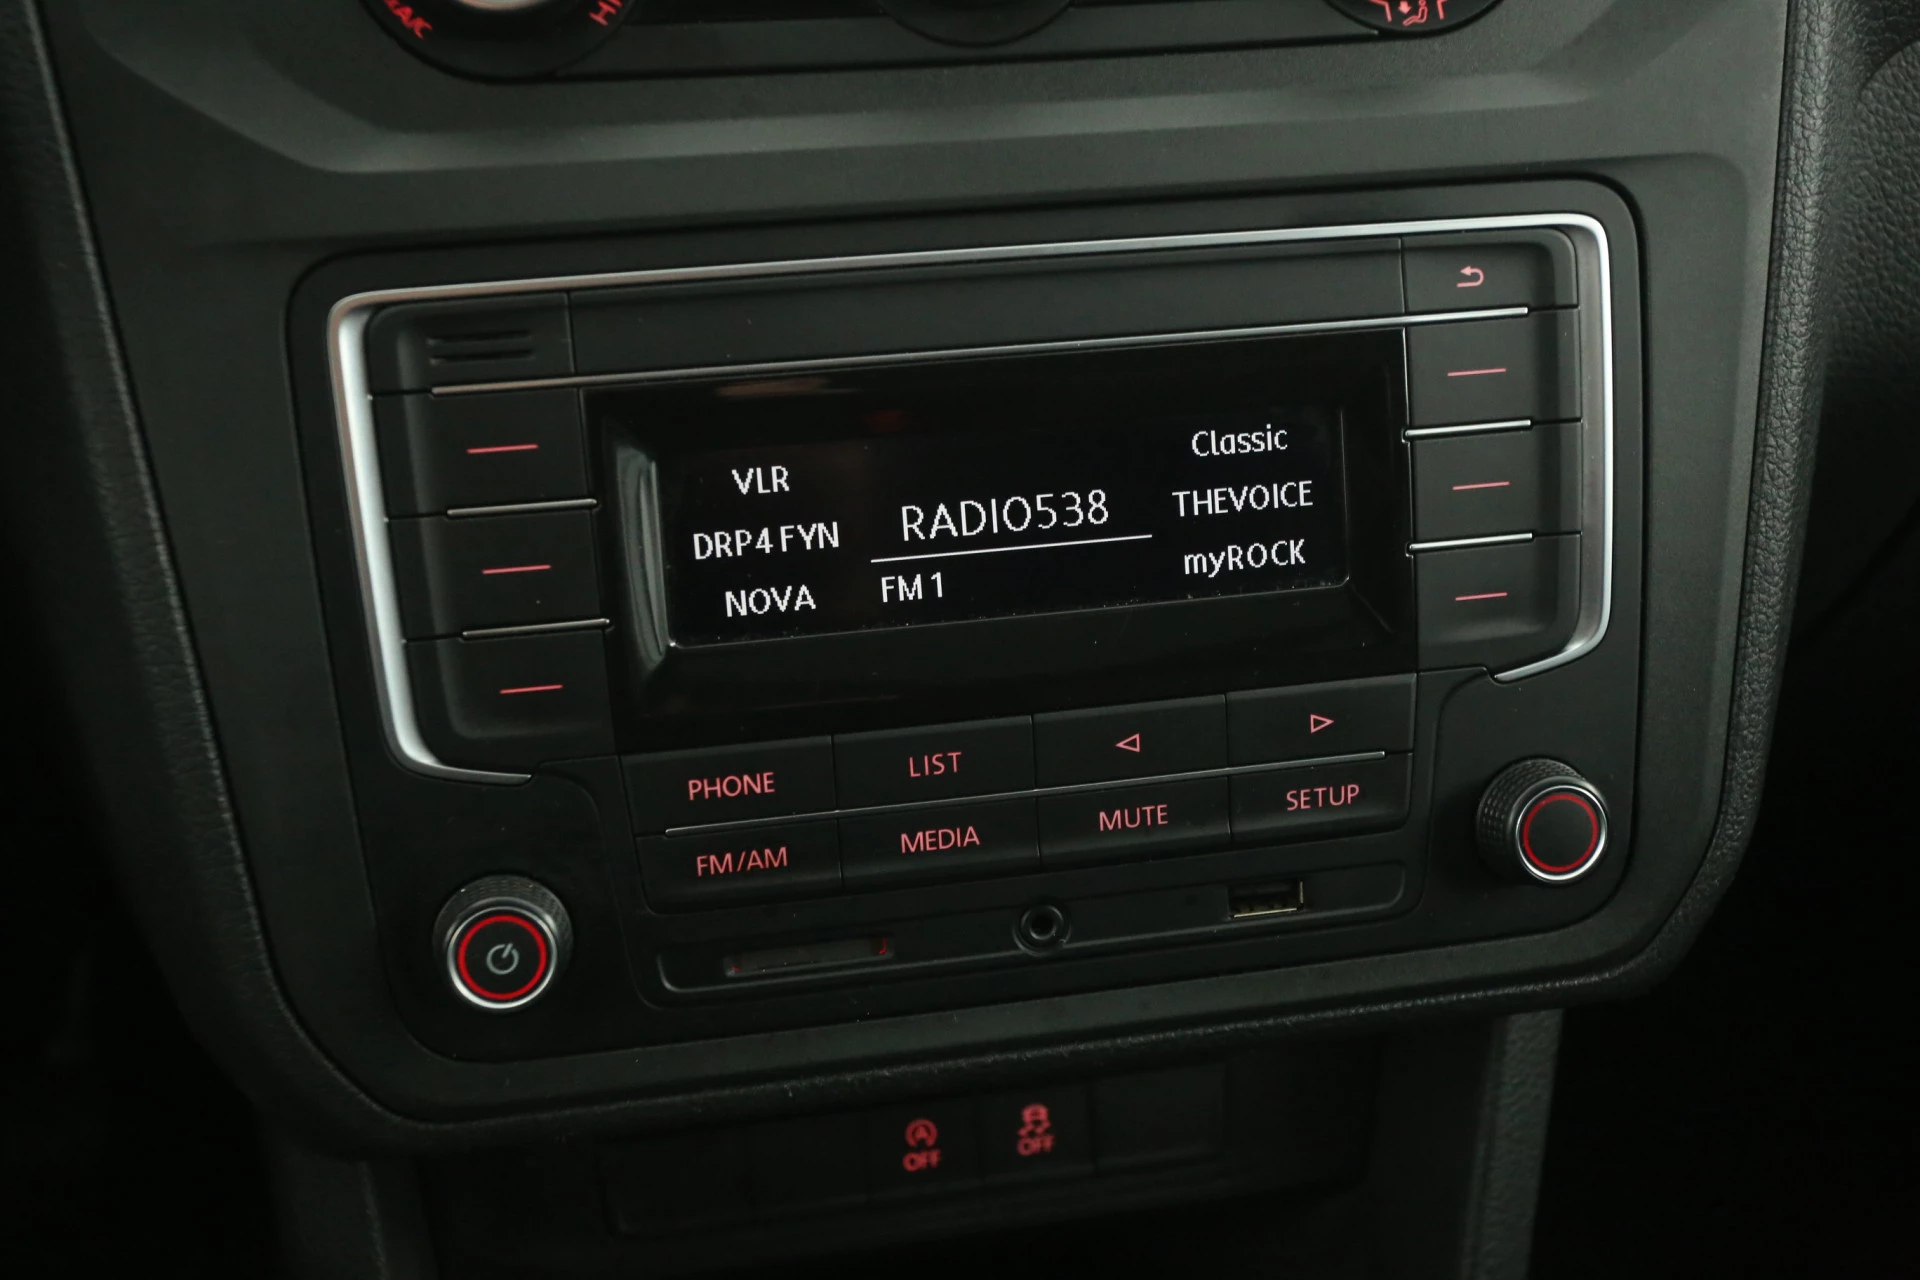 A/C
VLR
DRP4 FYN
NOVA
RADIO538
FM 1
Classic
THEVOICE
myROCK
PHONE
LIST
FM/AM
MEDIA
MUTE
SETUP
A
OFF
OFF